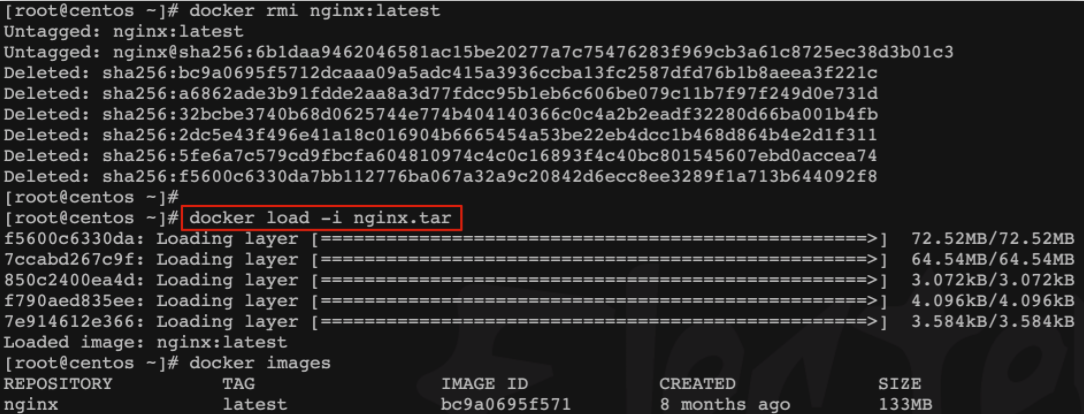 [root@centos ~]# docker rmi nginx:latest
Untagged: nginx:latest
Untagged: nginx@sha256:6b1daa9462046581ac15be20277a7c75476283f969cb3a61c8725ec38d3b01c3
Deleted: sha256:bc9a0695f5712dcaaa09a5adc415a3936ccba13fc2587dfd76b1b8aeea3f221c
Deleted: sha256:a6862ade3b91fdde2aa8a3d77fdcc95b1eb6c606be079c11b7f97f249d0e731d
Deleted: sha256:32bcbe3740b68d0625744e774b404140366c0c4a2b2eadf32280d66ba001b4fb
Deleted: sha256:2dc5e43f496e41a18c016904b6665454a53be22eb4dcc1b468d864b4e2d1f311
Deleted: sha256:5fe6a7c579cd9fbcfa604810974c4c0c16893f4c40bc801545607ebd0accea74
Deleted: sha256:f5600c6330da7bb112776ba067a32a9c20842d6ecc8ee3289f1a713b644092f8
[root@centos ~]#
[root@centos ~]# docker load -i nginx.tar
f5600c6330da: Loading layer [==================================================>]  72.52MB/72.52MB
7ccabd267c9f: Loading layer [==================================================>]  64.54MB/64.54MB
850c2400ea4d: Loading layer [==================================================>]  3.072kB/3.072kB
f790aed835ee: Loading layer [==================================================>]  4.096kB/4.096kB
7e914612e366: Loading layer [==================================================>]  3.584kB/3.584kB
Loaded image: nginx:latest
[root@centos ~]# docker images
REPOSITORY TAG IMAGE ID CREATED SIZE
nginx latest bc9a0695f571 8 months ago 133MB